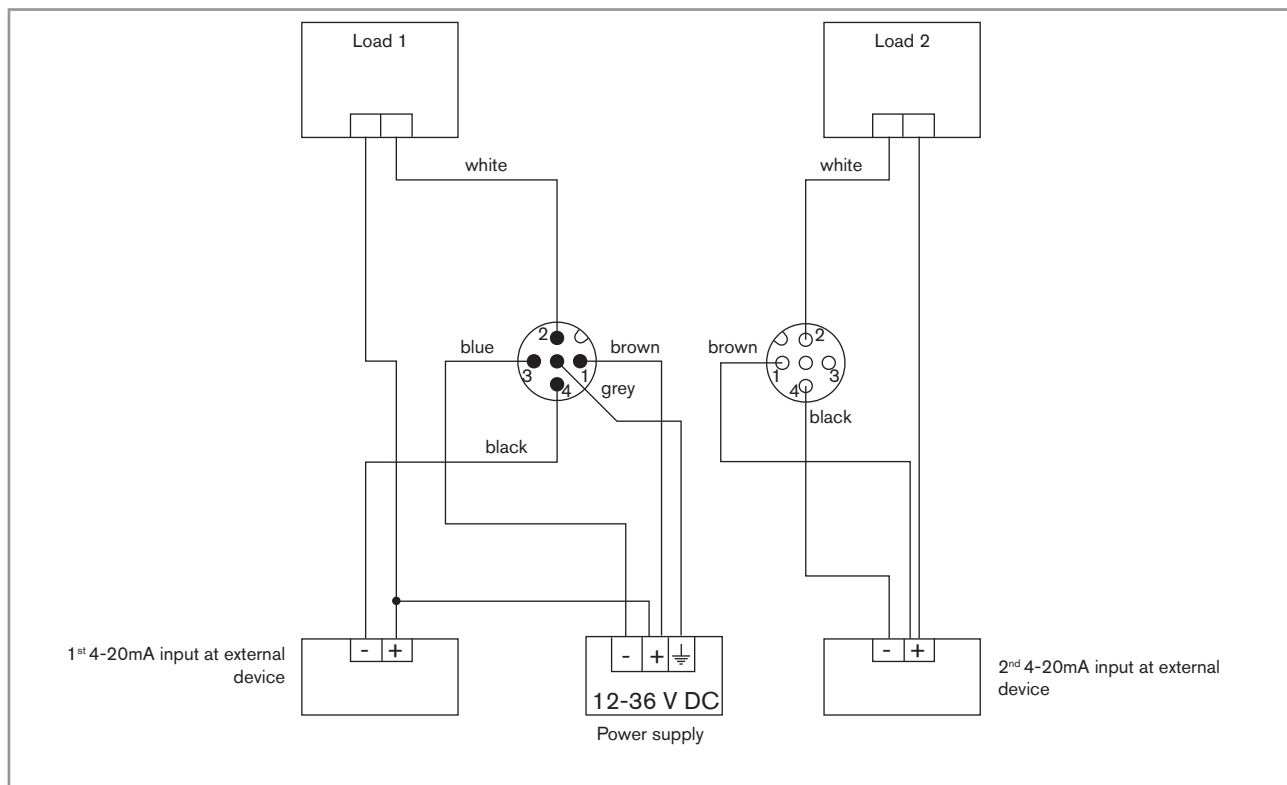 Load 1
Load 2
white
white
2
2
blue
brown
brown
3
1
1
3
grey
4
4
black
black
- +
- +
- +
1st 4-20mA input at external
device
12-36 V DC
2nd 4-20mA input at external
device
Power supply